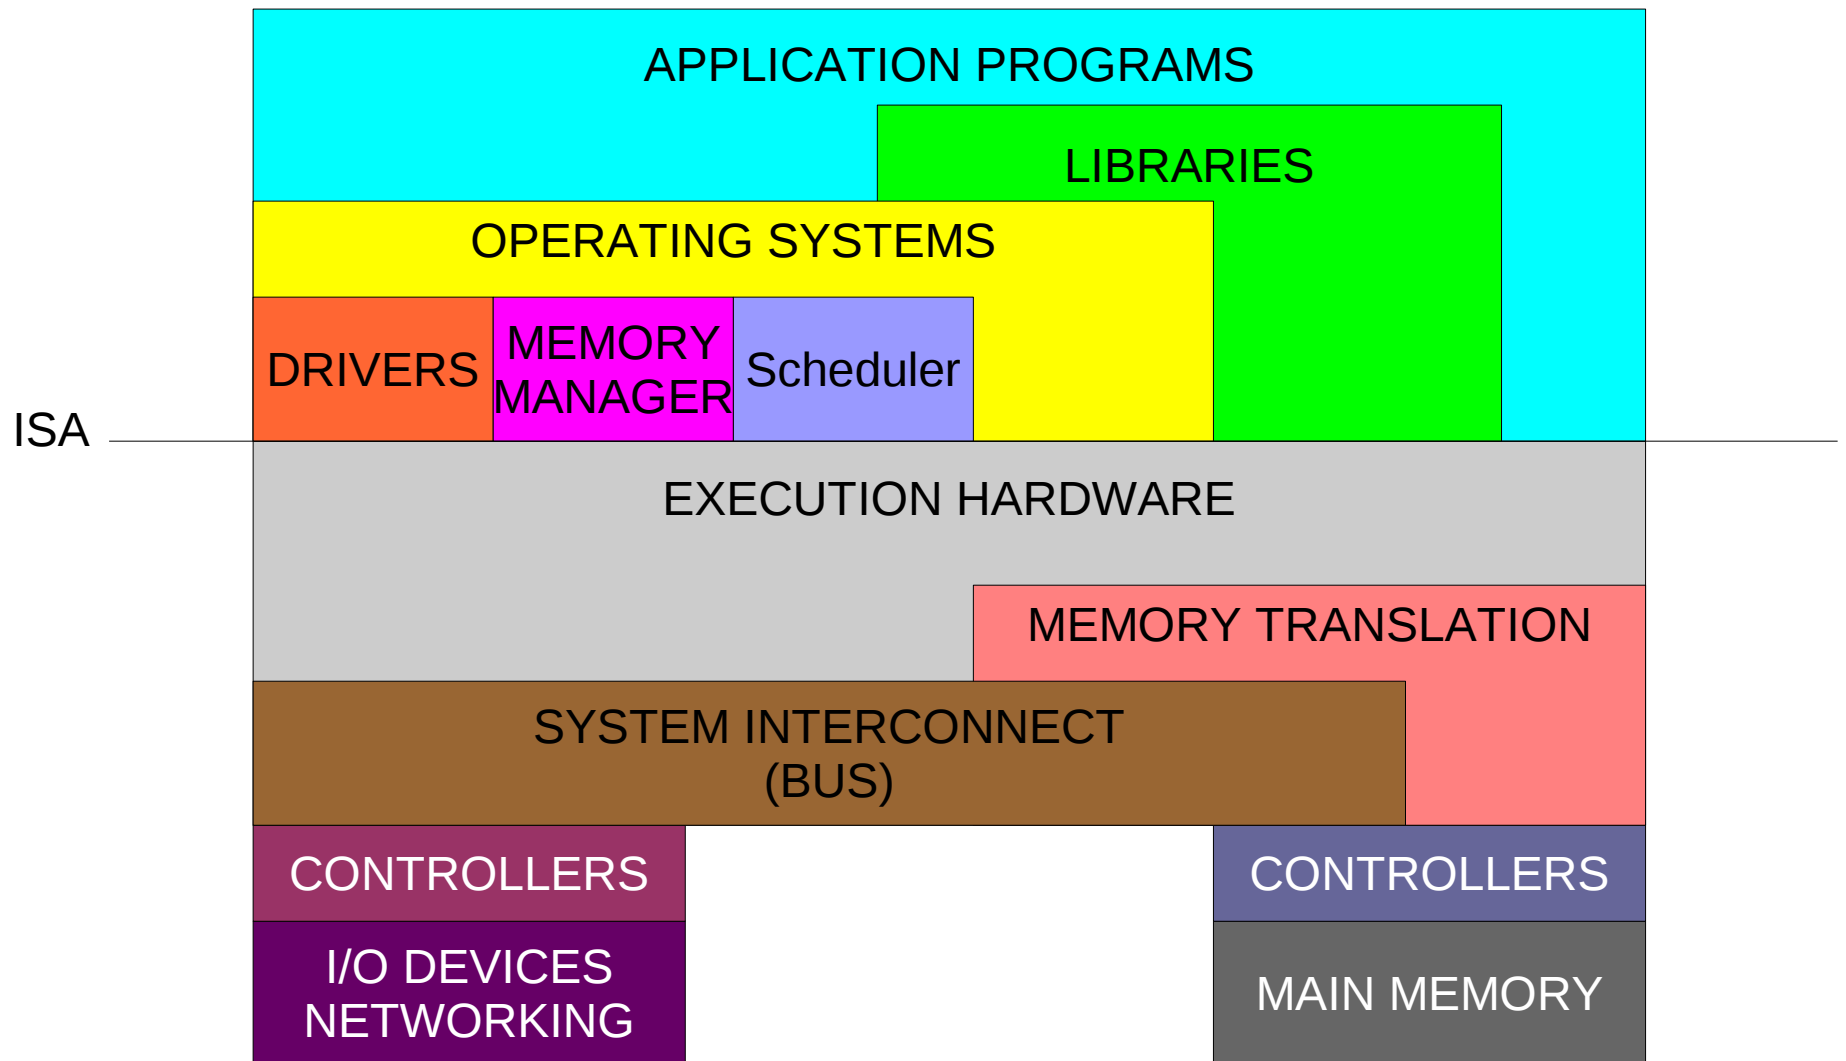 APPLICATION PROGRAMS
LIBRARIES
OPERATING SYSTEMS
DRIVERS
MEMORY
MANAGER
Scheduler
ISA
EXECUTION HARDWARE
MEMORY TRANSLATION
SYSTEM INTERCONNECT
(BUS)
CONTROLLERS
CONTROLLERS
I/O DEVICES
NETWORKING
MAIN MEMORY